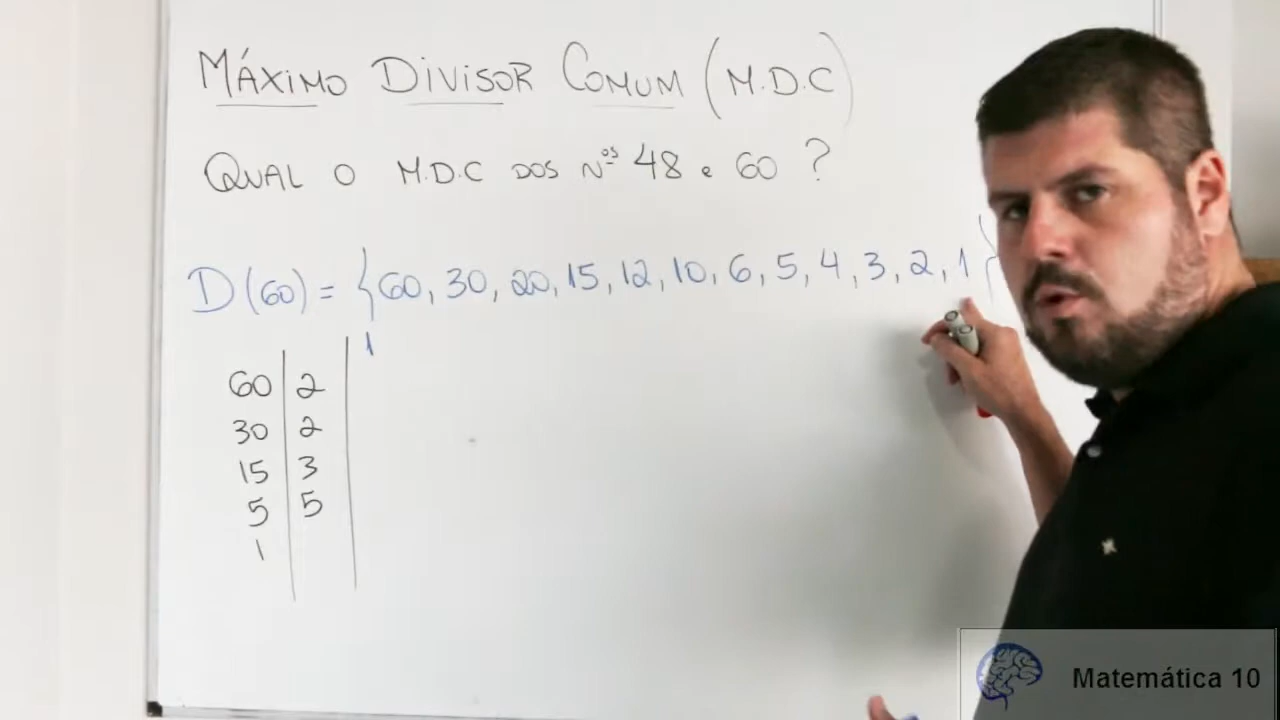 MÁXIMO DIVISOR COMUM (M.D.C)
QUAL O M.D.C DOS Nºˢ 48 e 60 ?
D(60) = {60, 30, 20, 15, 12, 10, 6, 5, 4, 3, 2, 1}
1
60 2
30 2
15 3
5 5
1
Matemática 10